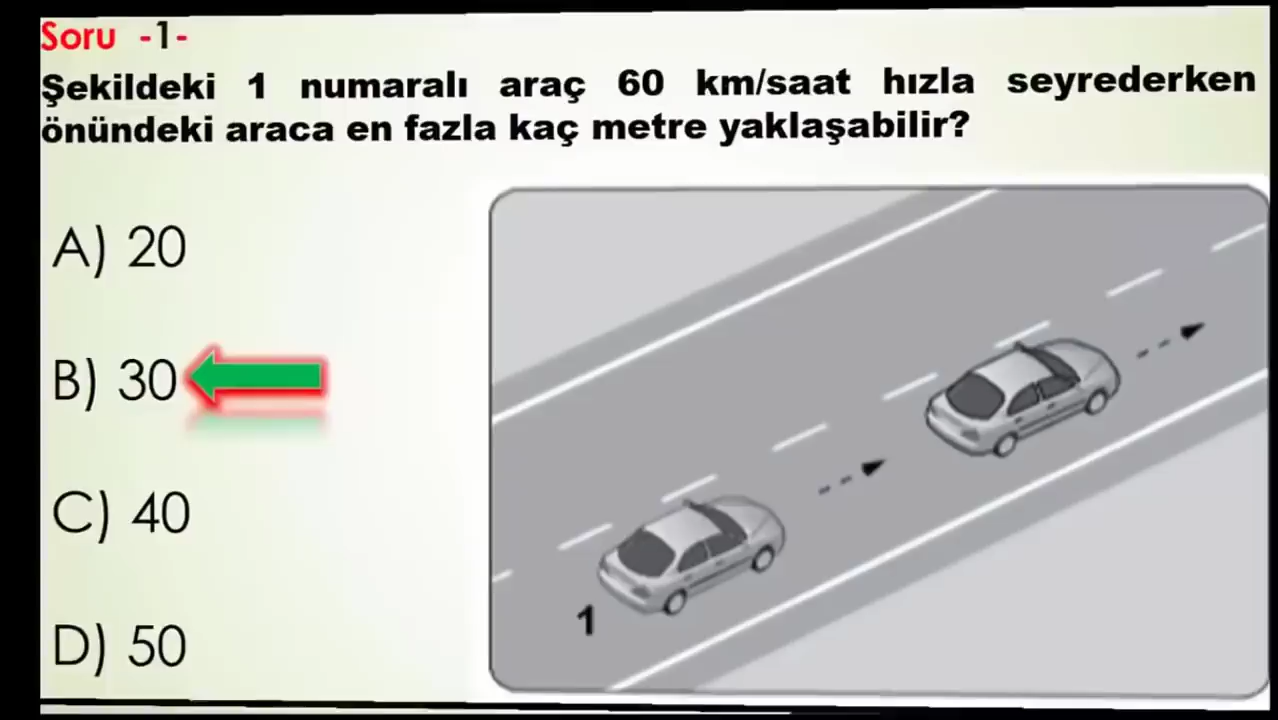 Soru -1-
Şekildeki 1 numaralı araç 60 km/saat hızla seyrederken
önündeki araca en fazla kaç metre yaklaşabilir?
A) 20
B) 30
C) 40
D) 50
1